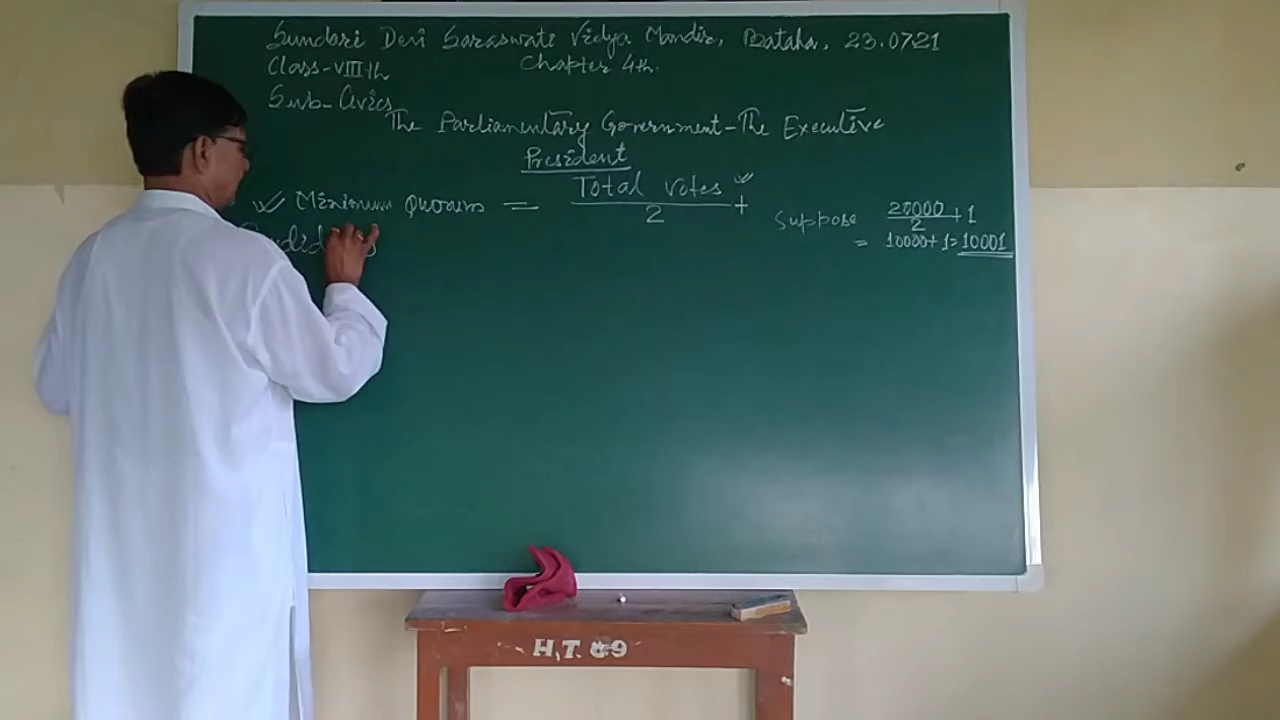 Sundari Devi Saraswati Vidya Mandir, Bataha, 23.07.21
Class-VIIIth Chapter 4th.
Sub-Civics
The Parliamentary Government-The Executive
President
Minimum Quorum = Total votes / 2 +
Suppose 20000 / 2 + 1
= 10000+1=10001
H.T. 09